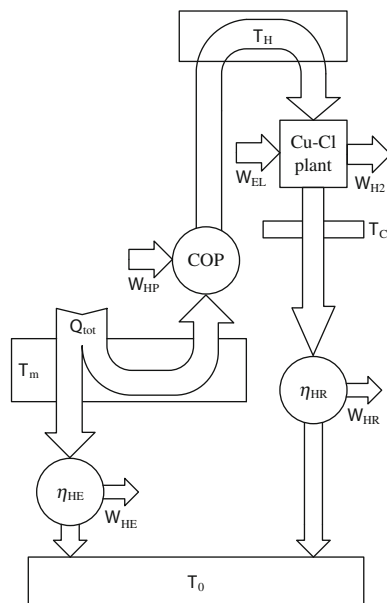 T_H
Cu-Cl
plant
W_EL
W_H2
T_C
COP
W_HP
Q_tot
T_m
η_HR
W_HR
η_HE
W_HE
T_0